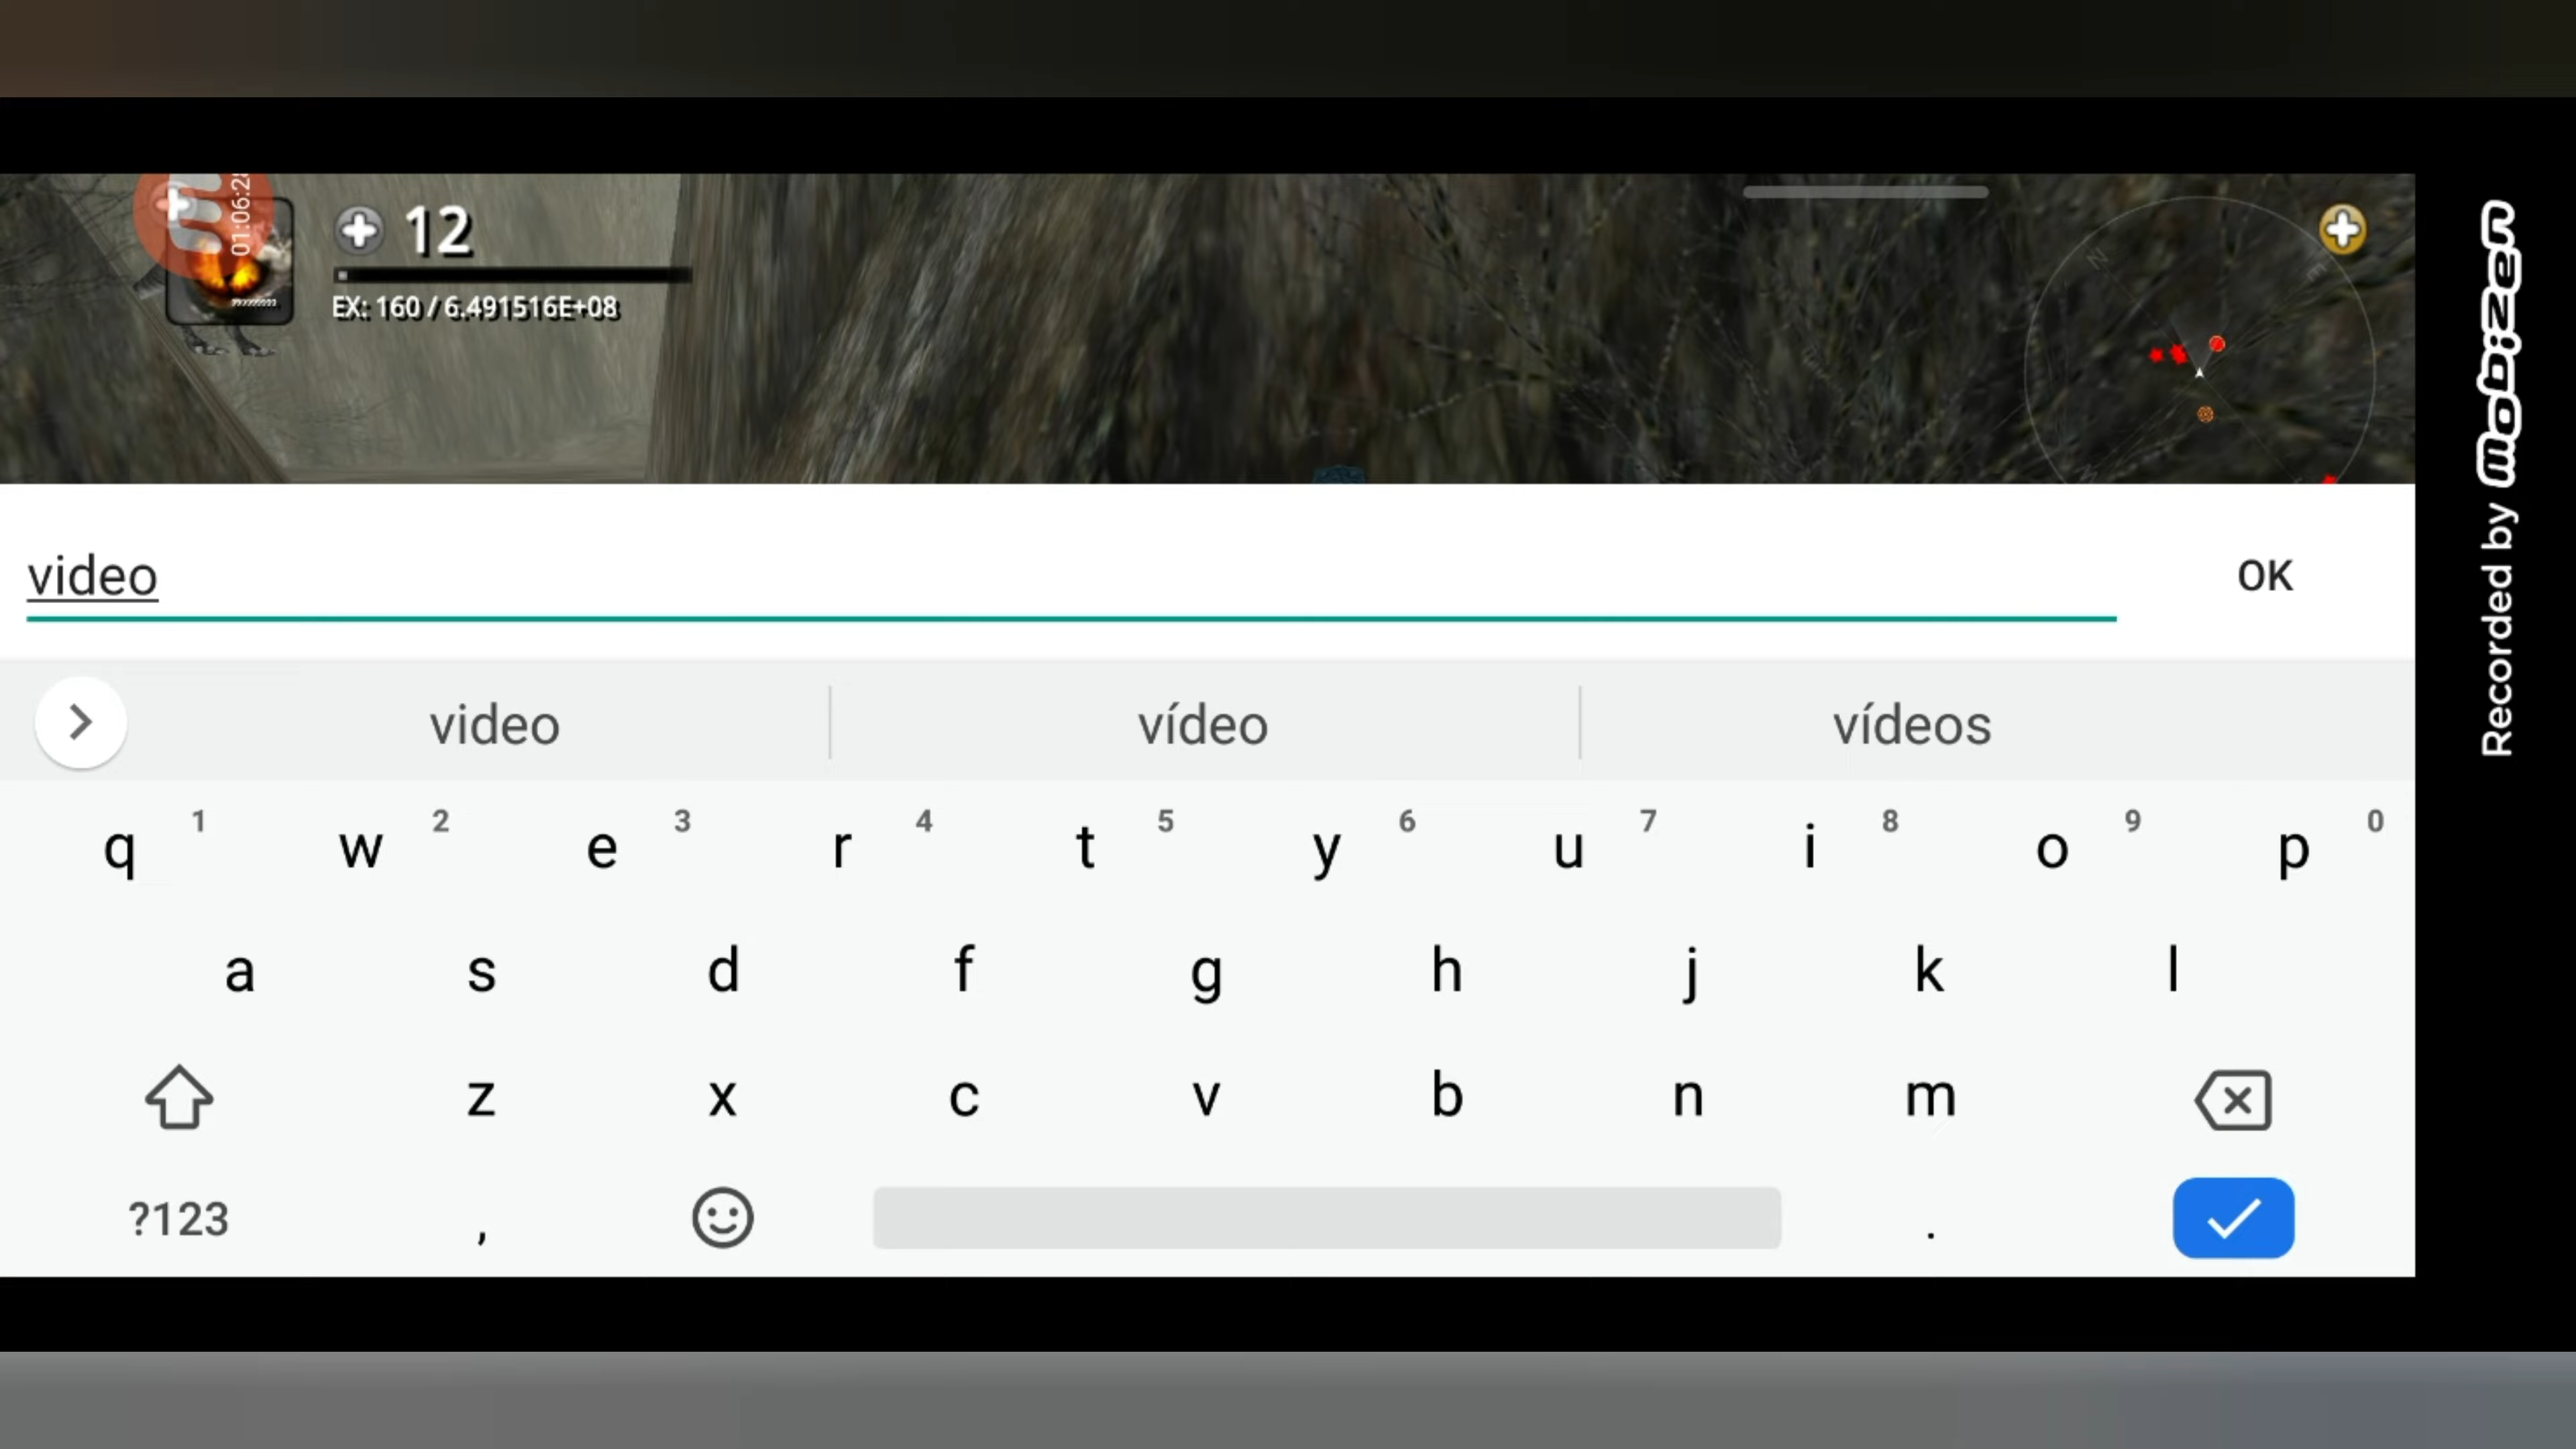 01:06:2
12
EX: 160 / 6.491516E+08
N
E
video
OK
video
vídeo
vídeos
1 2 3 4 5 6 7 8 9 0
q w e r t y u i o p
a s d f g h j k l
z x c v b n m
?123 , .
Recorded by mobizen